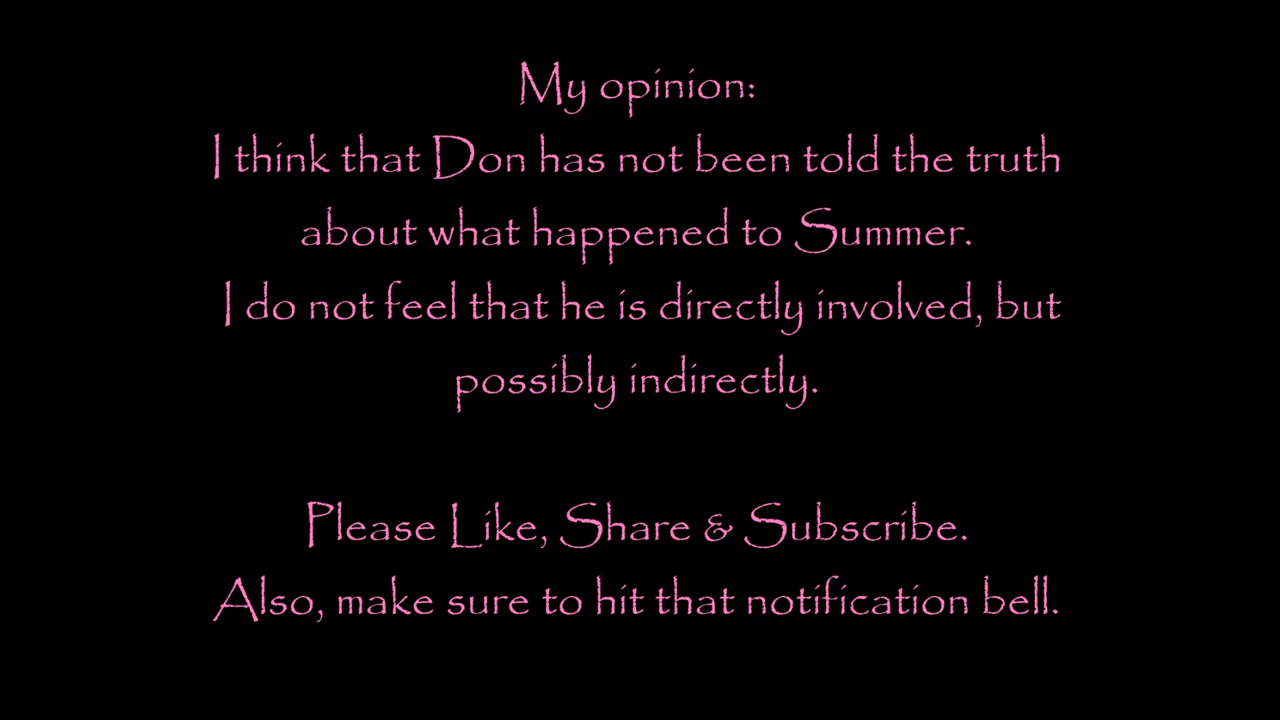 My opinion:
I think that Don has not been told the truth
about what happened to Summer.
I do not feel that he is directly involved, but
possibly indirectly.
Please Like, Share & Subscribe.
Also, make sure to hit that notification bell.